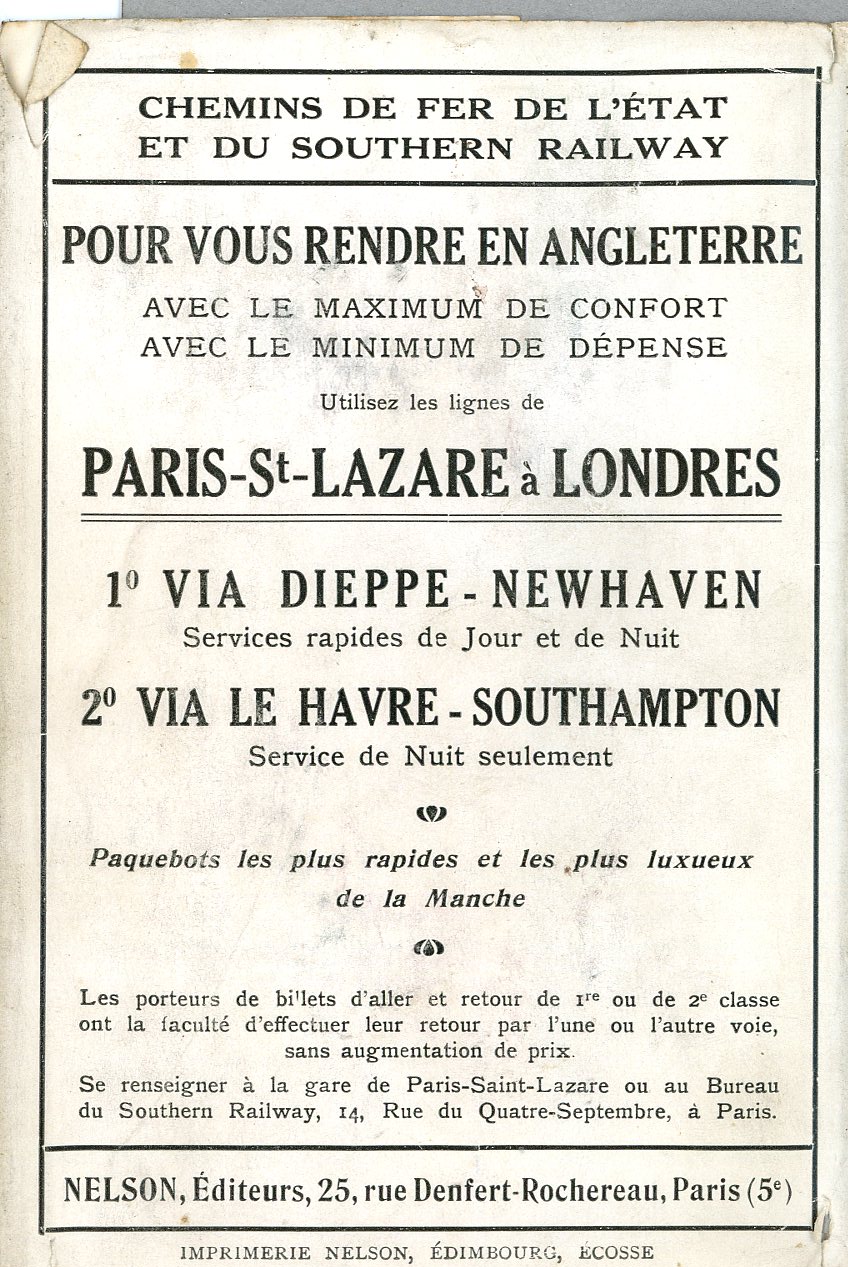 CHEMINS DE FER DE L'ÉTAT
ET DU SOUTHERN RAILWAY
POUR VOUS RENDRE EN ANGLETERRE
AVEC LE MAXIMUM DE CONFORT
AVEC LE MINIMUM DE DÉPENSE
Utilisez les lignes de
PARIS-St-LAZARE à LONDRES
1º VIA DIEPPE - NEWHAVEN
Services rapides de Jour et de Nuit
2º VIA LE HAVRE - SOUTHAMPTON
Service de Nuit seulement
Paquebots les plus rapides et les plus luxueux
de la Manche
Les porteurs de billets d'aller et retour de 1re ou de 2e classe
ont la faculté d'effectuer leur retour par l'une ou l'autre voie,
sans augmentation de prix.
Se renseigner à la gare de Paris-Saint-Lazare ou au Bureau
du Southern Railway, 14, Rue du Quatre-Septembre, à Paris.
NELSON, Éditeurs, 25, rue Denfert-Rochereau, Paris (5e)
IMPRIMERIE NELSON, ÉDIMBOURG, ÉCOSSE